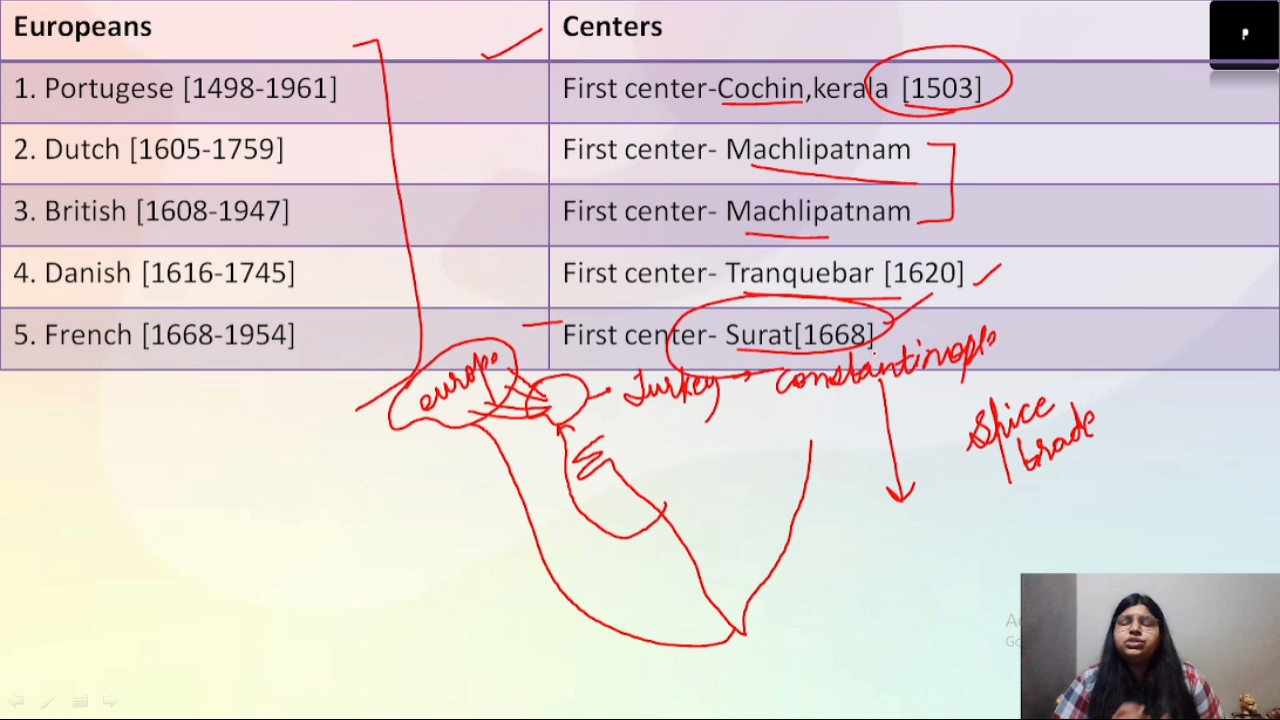 Europeans Centers
1. Portugese [1498-1961] First center-Cochin,kerala [1503]
2. Dutch [1605-1759] First center- Machlipatnam
3. British [1608-1947] First center- Machlipatnam
4. Danish [1616-1745] First center- Tranquebar [1620]
5. French [1668-1954] First center- Surat[1668]
europe Turkey → constantinople
Spice
trade